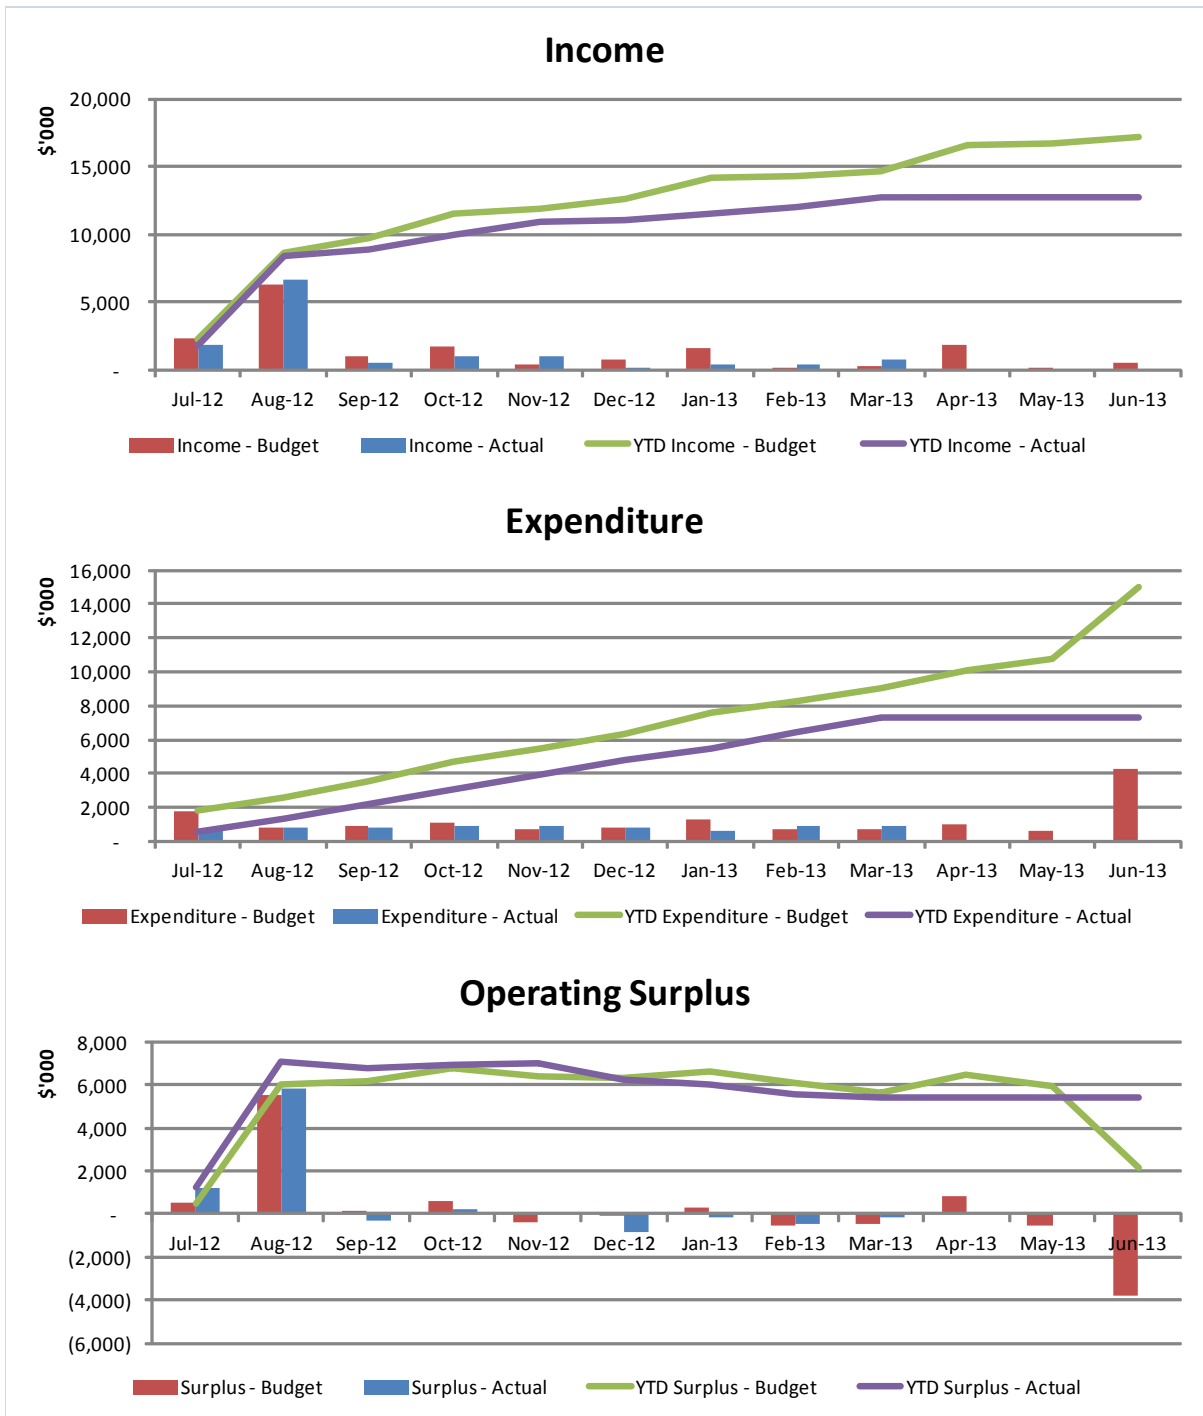 Income
$'000
20,000
15,000
10,000
5,000
-
Jul-12 Aug-12 Sep-12 Oct-12 Nov-12 Dec-12 Jan-13 Feb-13 Mar-13 Apr-13 May-13 Jun-13
Income - Budget Income - Actual YTD Income - Budget YTD Income - Actual
Expenditure
$'000
16,000
14,000
12,000
10,000
8,000
6,000
4,000
2,000
-
Jul-12 Aug-12 Sep-12 Oct-12 Nov-12 Dec-12 Jan-13 Feb-13 Mar-13 Apr-13 May-13 Jun-13
Expenditure - Budget Expenditure - Actual YTD Expenditure - Budget YTD Expenditure - Actual
Operating Surplus
$'000
8,000
6,000
4,000
2,000
-
Jul-12 Aug-12 Sep-12 Oct-12 Nov-12 Dec-12 Jan-13 Feb-13 Mar-13 Apr-13 May-13 Jun-13
(2,000)
(4,000)
(6,000)
Surplus - Budget Surplus - Actual YTD Surplus - Budget YTD Surplus - Actual